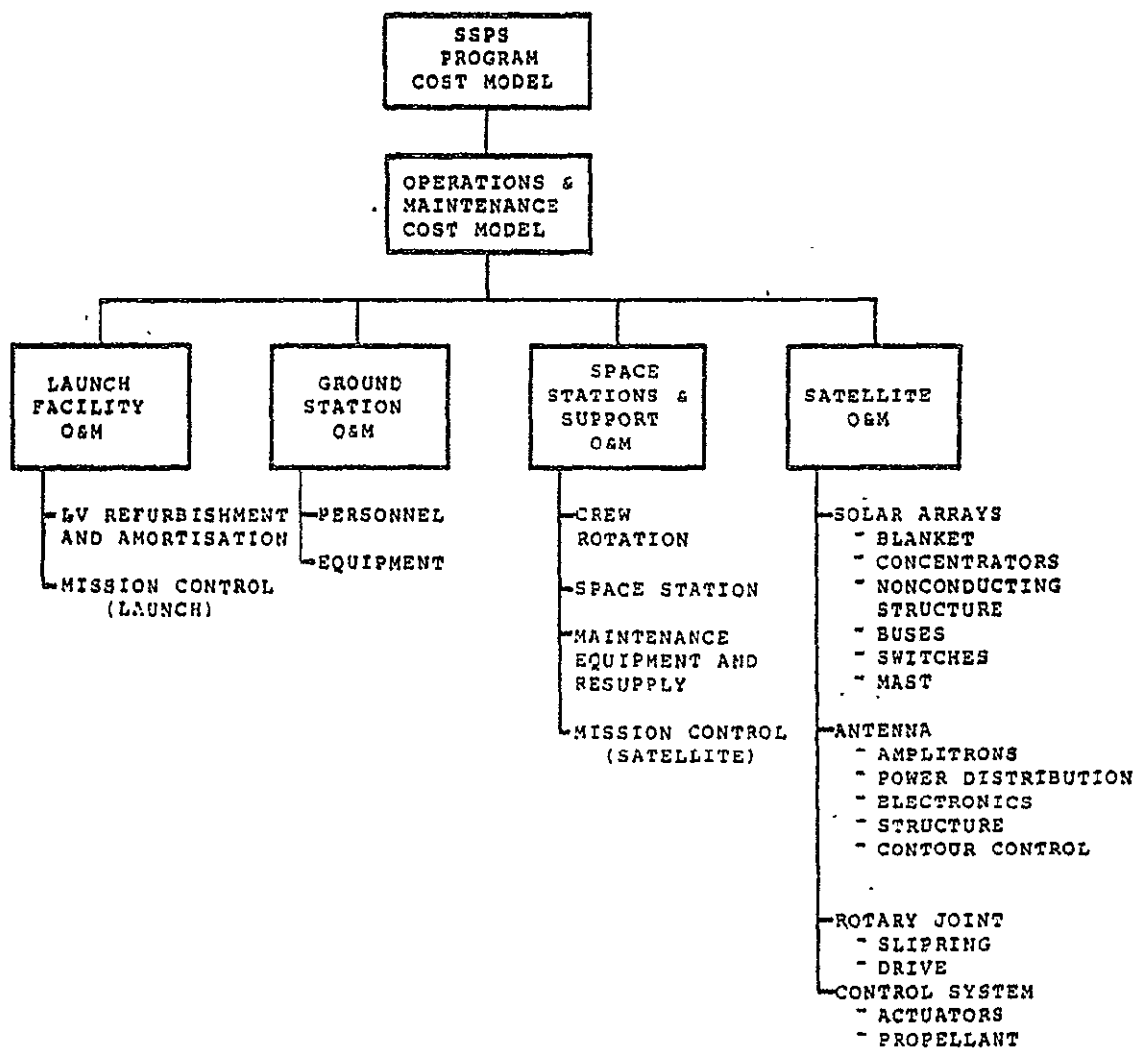 SSPS
PROGRAM
COST MODEL
OPERATIONS &
MAINTENANCE
COST MODEL
LAUNCH
FACILITY
O&M
GROUND
STATION
O&M
SPACE
STATIONS &
SUPPORT
O&M
SATELLITE
O&M
LV REFURBISHMENT
AND AMORTISATION
MISSION CONTROL
(LAUNCH)
PERSONNEL
EQUIPMENT
CREW
ROTATION
SPACE STATION
MAINTENANCE
EQUIPMENT AND
RESUPPLY
MISSION CONTROL
(SATELLITE)
SOLAR ARRAYS
- BLANKET
- CONCENTRATORS
- NONCONDUCTING
STRUCTURE
- BUSES
- SWITCHES
- MAST
ANTENNA
- AMPLITRONS
- POWER DISTRIBUTION
- ELECTRONICS
- STRUCTURE
- CONTOUR CONTROL
ROTARY JOINT
- SLIPRING
- DRIVE
CONTROL SYSTEM
- ACTUATORS
- PROPELLANT